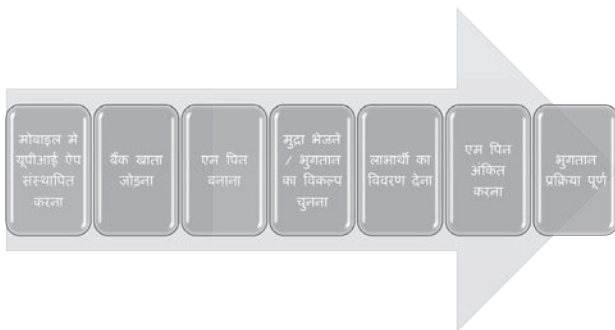 मोबाइल मे
यूपीआई ऐप
संस्थापित
करना
बैंक खाता
जोड़ना
एम पिन
बनाना
मुद्रा भेजने
/ भुगतान
का विकल्प
चुनना
लाभार्थी का
विवरण देना
एम पिन
अंकित
करना
भुगतान
प्रक्रिया पूर्ण